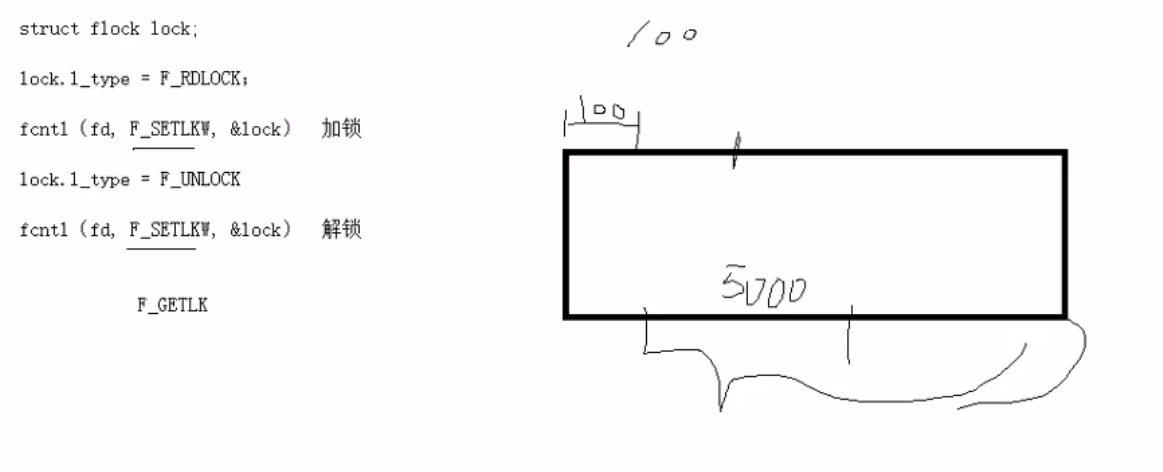 struct flock lock;
lock.l_type = F_RDLOCK;
fcntl (fd, F_SETLKW, &lock) 加锁
lock.l_type = F_UNLOCK
fcntl (fd, F_SETLKW, &lock) 解锁
F_GETLK
100
100
5000